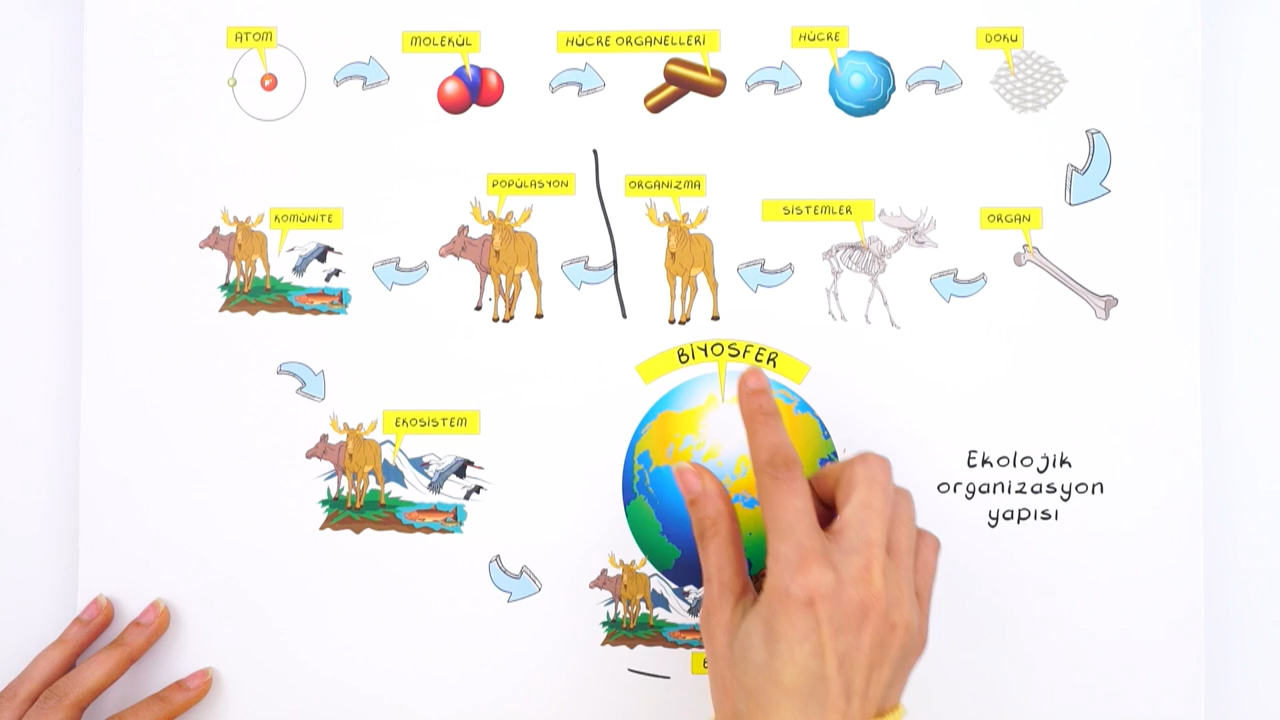 ATOM
MOLEKÜL
HÜCRE ORGANELLERİ
HÜCRE
DOKU
ORGAN
SİSTEMLER
ORGANİZMA
POPÜLASYON
KOMÜNİTE
EKOSİSTEM
BİYOSFER
Ekolojik
organizasyon
yapısı